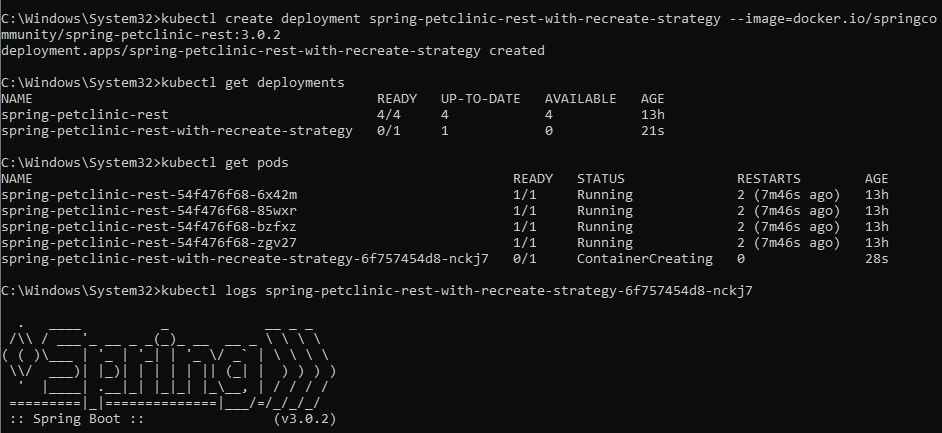 C:\Windows\System32>kubectl create deployment spring-petclinic-rest-with-recreate-strategy --image=docker.io/springco
mmunity/spring-petclinic-rest:3.0.2
deployment.apps/spring-petclinic-rest-with-recreate-strategy created
C:\Windows\System32>kubectl get deployments
NAME                                           READY   UP-TO-DATE   AVAILABLE   AGE
spring-petclinic-rest                          4/4     4            4           13h
spring-petclinic-rest-with-recreate-strategy   0/1     1            0           21s
C:\Windows\System32>kubectl get pods
NAME                                                            READY   STATUS              RESTARTS        AGE
spring-petclinic-rest-54f476f68-6x42m                           1/1     Running             2 (7m46s ago)   13h
spring-petclinic-rest-54f476f68-85wxr                           1/1     Running             2 (7m46s ago)   13h
spring-petclinic-rest-54f476f68-bzfxz                           1/1     Running             2 (7m46s ago)   13h
spring-petclinic-rest-54f476f68-zgv27                           1/1     Running             2 (7m46s ago)   13h
spring-petclinic-rest-with-recreate-strategy-6f757454d8-nckj7   0/1     ContainerCreating   0               28s
C:\Windows\System32>kubectl logs spring-petclinic-rest-with-recreate-strategy-6f757454d8-nckj7
  .   ____          _            __ _ _
 /\\ / ___'_ __ _ _(_)_ __  __ _ \ \ \ \
( ( )\___ | '_ | '_| | '_ \/ _` | \ \ \ \
 \\/  ___)| |_)| | | | | || (_| |  ) ) ) )
  '  |____| .__|_| |_|_| |_\__, | / / / /
 =========|_|==============|___/=/_/_/_/
 :: Spring Boot ::                (v3.0.2)